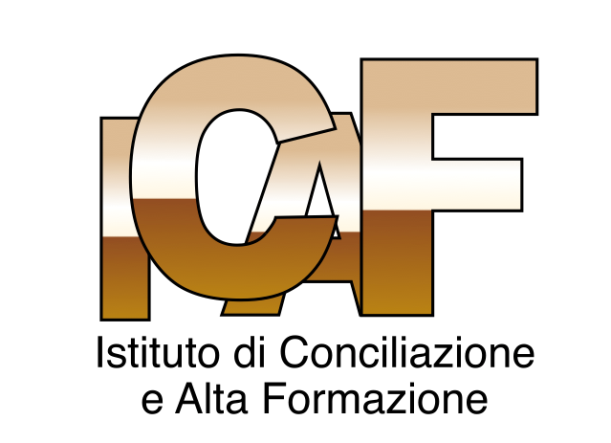 ICAF
Istituto di Conciliazione
e Alta Formazione